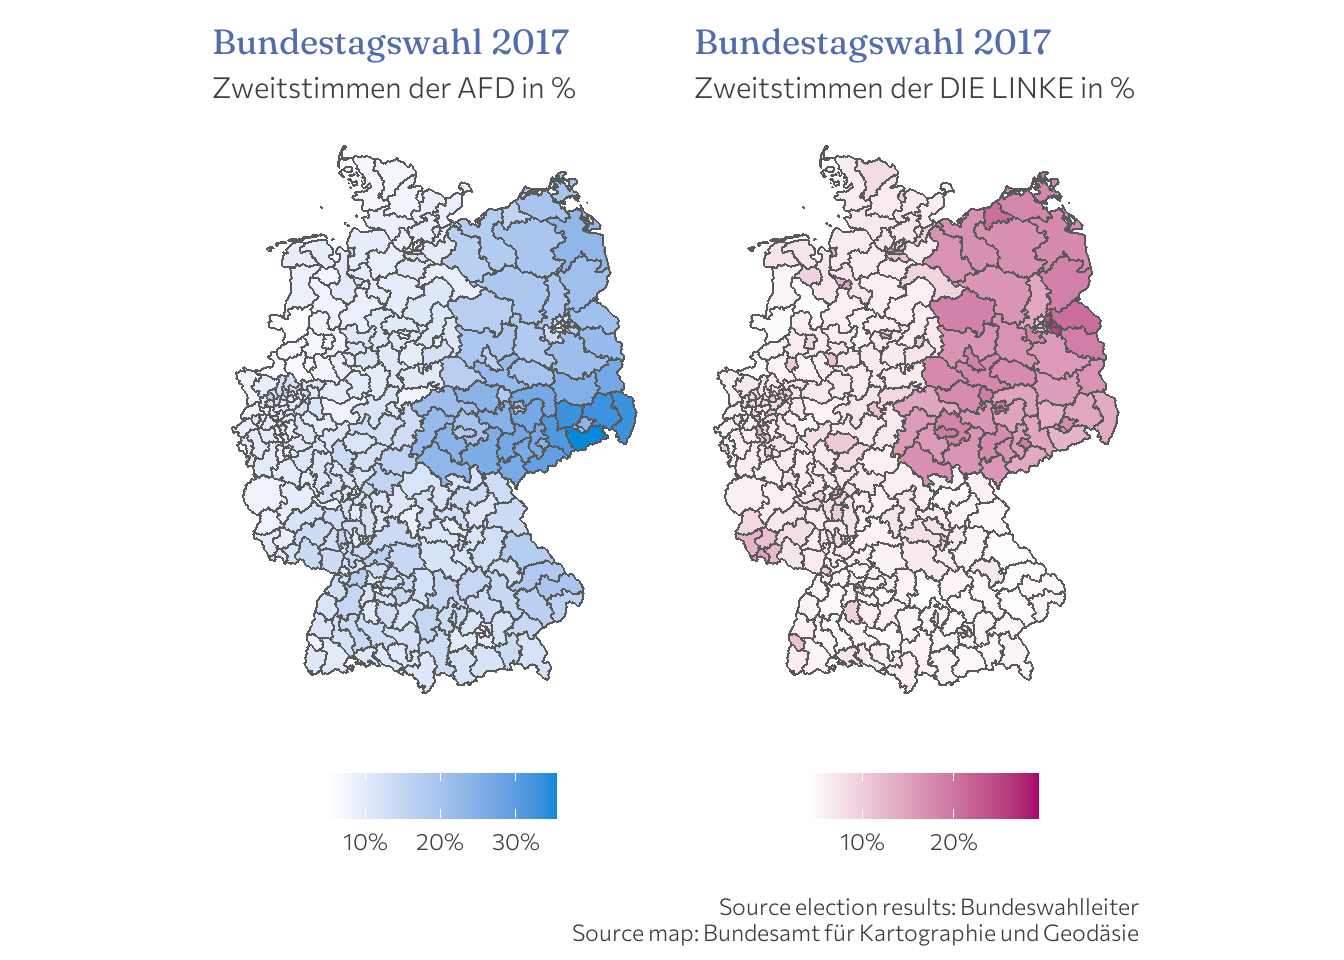 Bundestagswahl 2017
Zweitstimmen der AFD in %
Bundestagswahl 2017
Zweitstimmen der DIE LINKE in %
10% 20% 30%
10% 20%
Source election results: Bundeswahlleiter
Source map: Bundesamt für Kartographie und Geodäsie